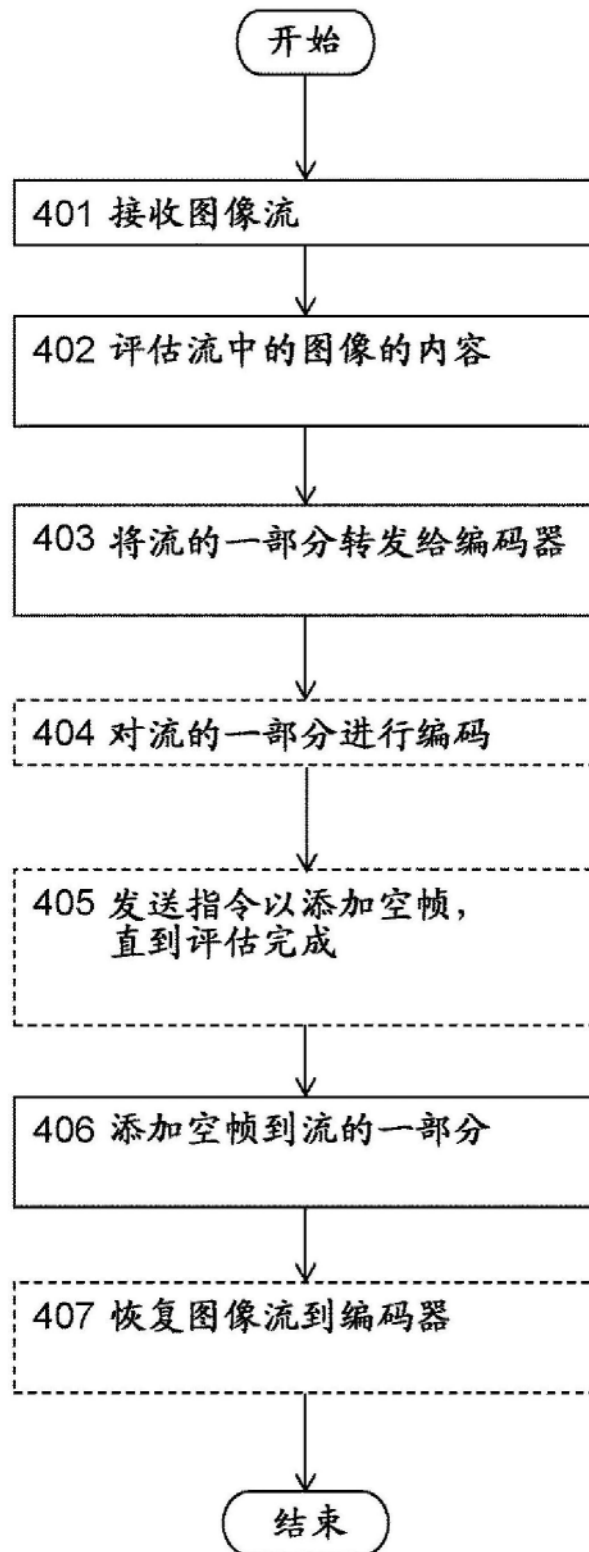 开始
401 接收图像流
402 评估流中的图像的内容
403 将流的一部分转发给编码器
404 对流的一部分进行编码
405 发送指令以添加空帧，
直到评估完成
406 添加空帧到流的一部分
407 恢复图像流到编码器
结束